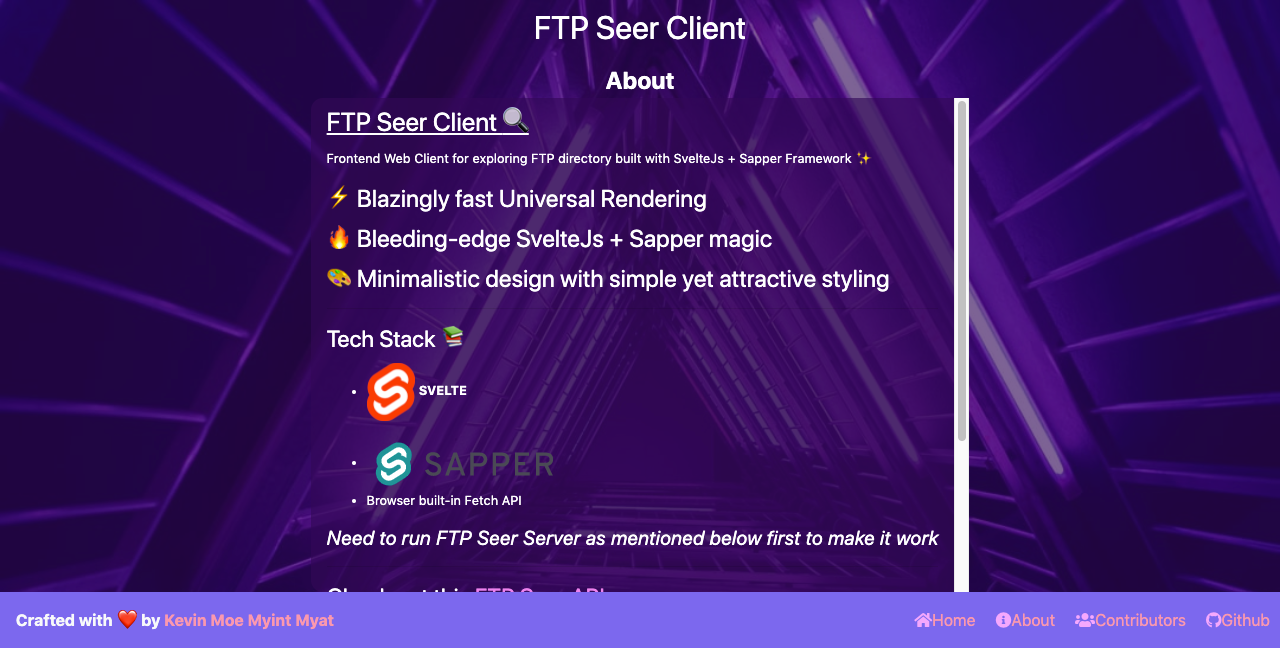 FTP Seer Client
About
FTP Seer Client 🔍
Frontend Web Client for exploring FTP directory built with SvelteJs + Sapper Framework ✨
⚡ Blazingly fast Universal Rendering
🔥 Bleeding-edge SvelteJs + Sapper magic
🎨 Minimalistic design with simple yet attractive styling
Tech Stack 📚
SVELTE
SAPPER
Browser built-in Fetch API
Need to run FTP Seer Server as mentioned below first to make it work
Crafted with ❤️ by Kevin Moe Myint Myat
Home About Contributors Github